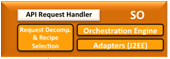 API Request Handler
SO
Request Decomp.
& Recipe
Selection
Orchestration Engine
Adapters (J2EE)